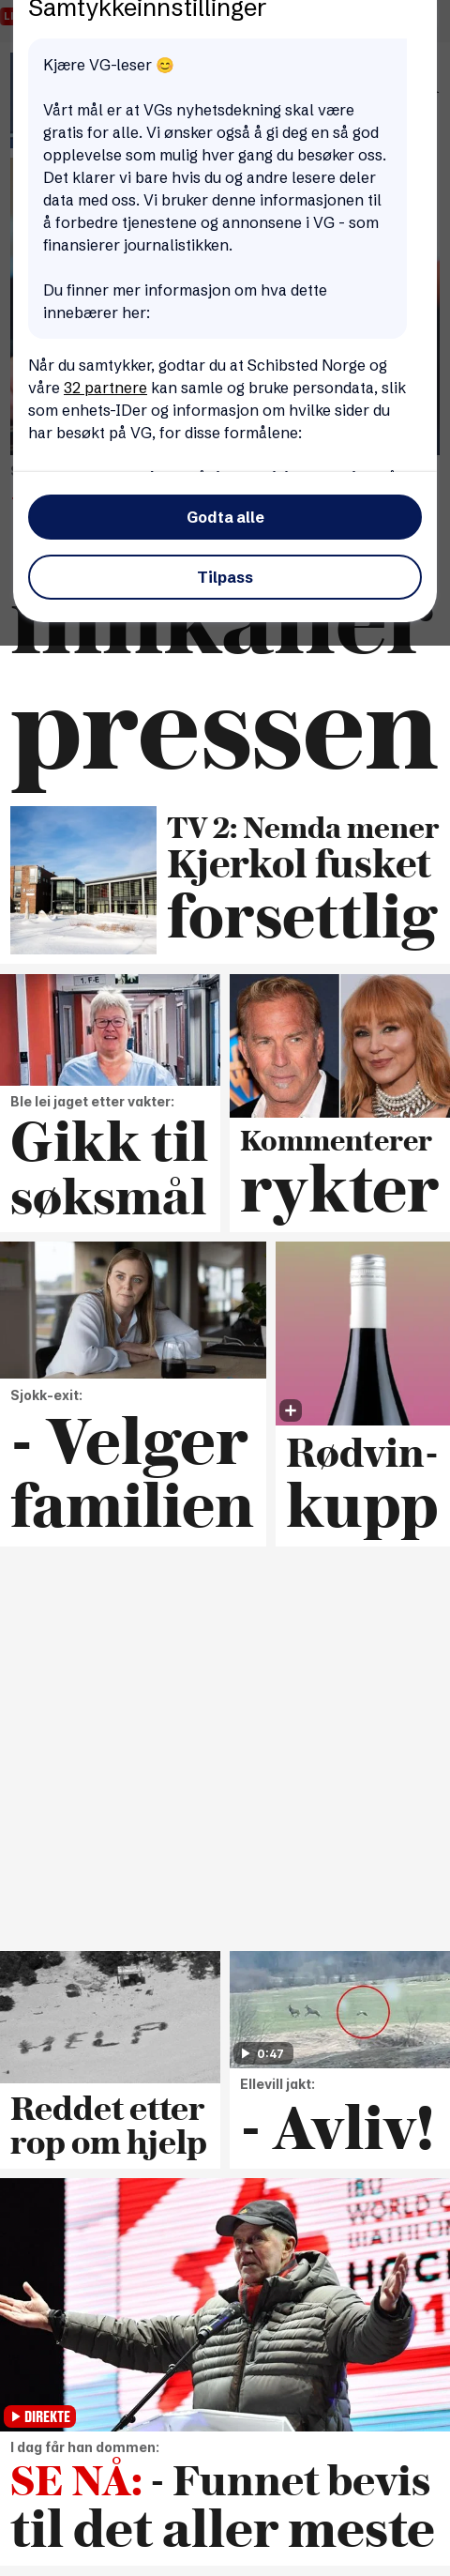 Samtykkeinnstillinger
Kjære VG-leser 😊
Vårt mål er at VGs nyhetsdekning skal være
gratis for alle. Vi ønsker også å gi deg en så god
opplevelse som mulig hver gang du besøker oss.
Det klarer vi bare hvis du og andre lesere deler
data med oss. Vi bruker denne informasjonen til
å forbedre tjenestene og annonsene i VG - som
finansierer journalistikken.
Du finner mer informasjon om hva dette
innebærer her:
Når du samtykker, godtar du at Schibsted Norge og
våre 32 partnere kan samle og bruke persondata, slik
som enhets-IDer og informasjon om hvilke sider du
har besøkt på VG, for disse formålene:
Godta alle
Tilpass
innkaller
pressen
TV 2: Nemda mener
Kjerkol fusket
forsettlig
1. F-E
Ble lei jaget etter vakter:
Gikk til
søksmål
Kommenterer
rykter
Sjokk-exit:
- Velger
familien
Rødvin-
kupp
HELP
Reddet etter
rop om hjelp
0:47
Ellevill jakt:
- Avliv!
IBU
WORLD C
BIATHLON
DIREKTE
I dag får han dommen:
SE NÅ: - Funnet bevis
til det aller meste